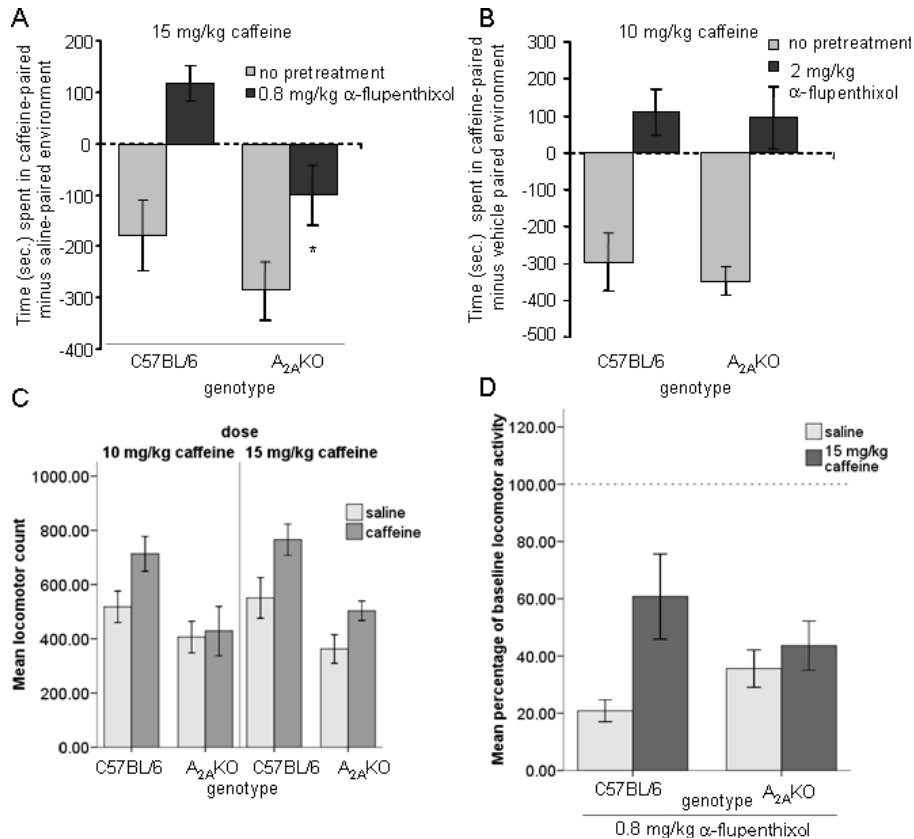 A
15 mg/kg caffeine
Time (sec.) spent in caffeine-paired
minus saline-paired environment
200
100
0
-100
-200
-300
-400
no pretreatment
0.8 mg/kg α-flupenthixol
*
C57BL/6
A2AKO
genotype
B
10 mg/kg caffeine
Time (sec.) spent in caffeine-paired
minus vehicle paired environment
300
200
100
0
-100
-200
-300
-400
-500
no pretreatment
2 mg/kg
α-flupenthixol
C57BL/6
A2AKO
genotype
C
dose
10 mg/kg caffeine
15 mg/kg caffeine
Mean locomotor count
1000.00
800.00
600.00
400.00
200.00
0.00
saline
caffeine
C57BL/6
A2AKO
C57BL/6
A2AKO
genotype
D
Mean percentage of baseline locomotor activity
120.00
100.00
80.00
60.00
40.00
20.00
0.00
saline
15 mg/kg
caffeine
C57BL/6
genotype
A2AKO
0.8 mg/kg α-flupenthixol